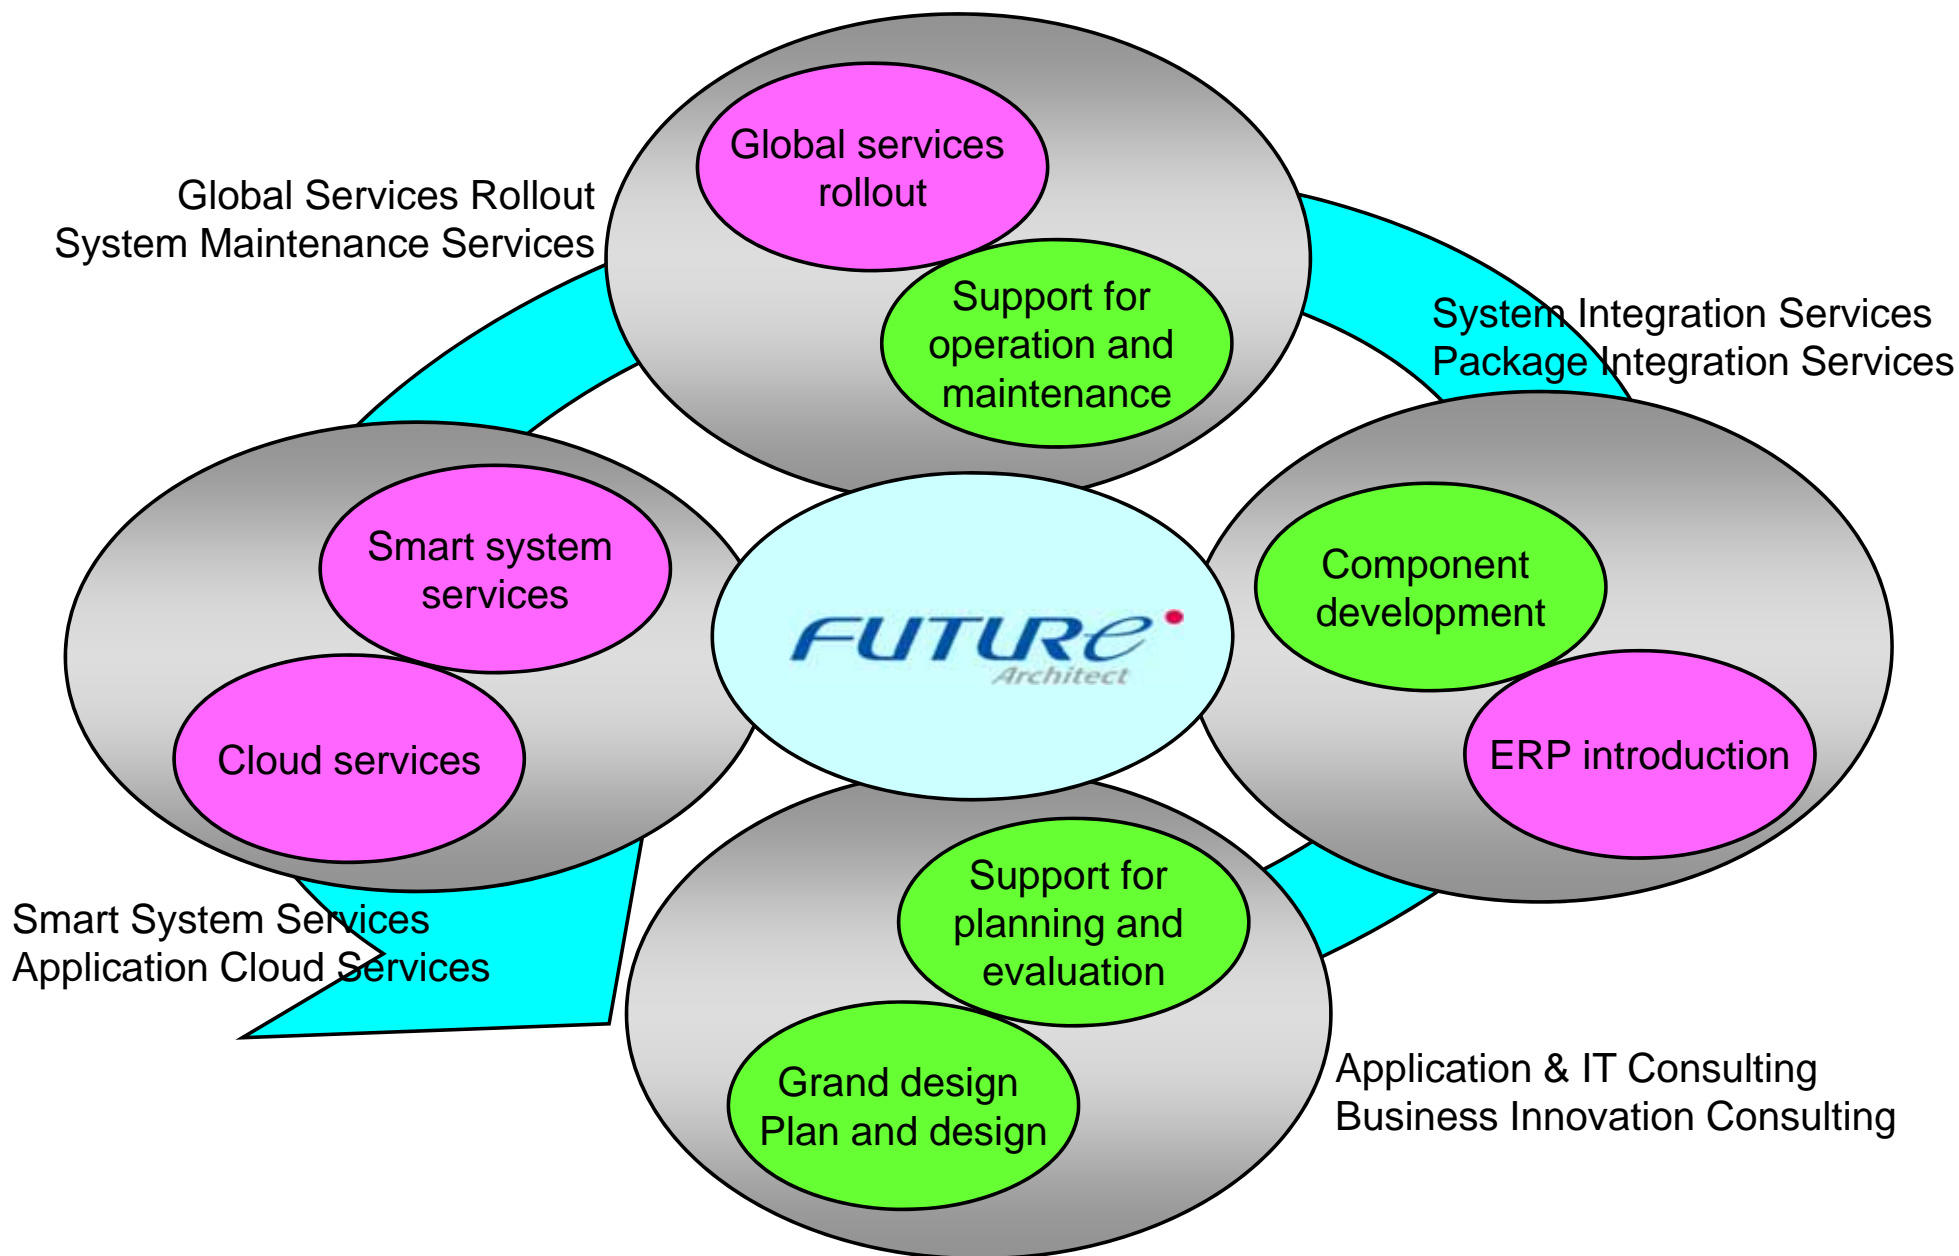 Global services
rollout
Global Services Rollout
System Maintenance Services
Support for
operation and
maintenance
System Integration Services
Package Integration Services
Smart system
services
Cloud services
FUTURe
Architect
Component
development
ERP introduction
Smart System Services
Application Cloud Services
Support for
planning and
evaluation
Grand design
Plan and design
Application & IT Consulting
Business Innovation Consulting